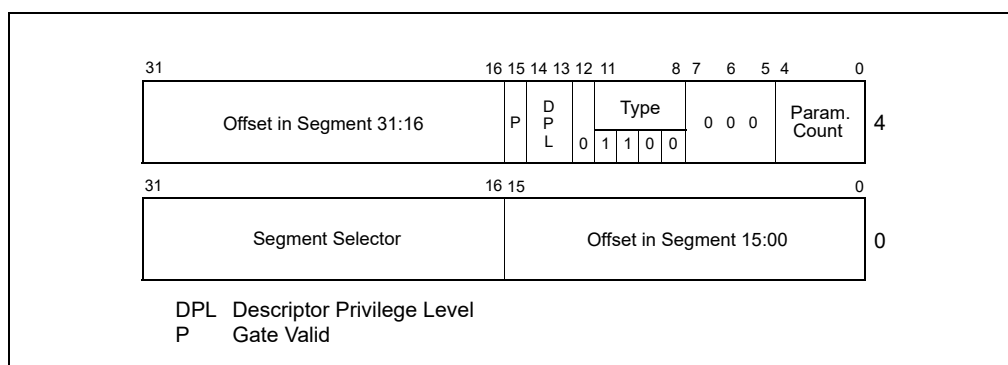 31 16 15 14 13 12 11 8 7 6 5 4 0
Offset in Segment 31:16 P D P L 0 Type 1 1 0 0 0 0 0 Param. Count 4
31 16 15 0
Segment Selector Offset in Segment 15:00 0
DPL Descriptor Privilege Level
P Gate Valid